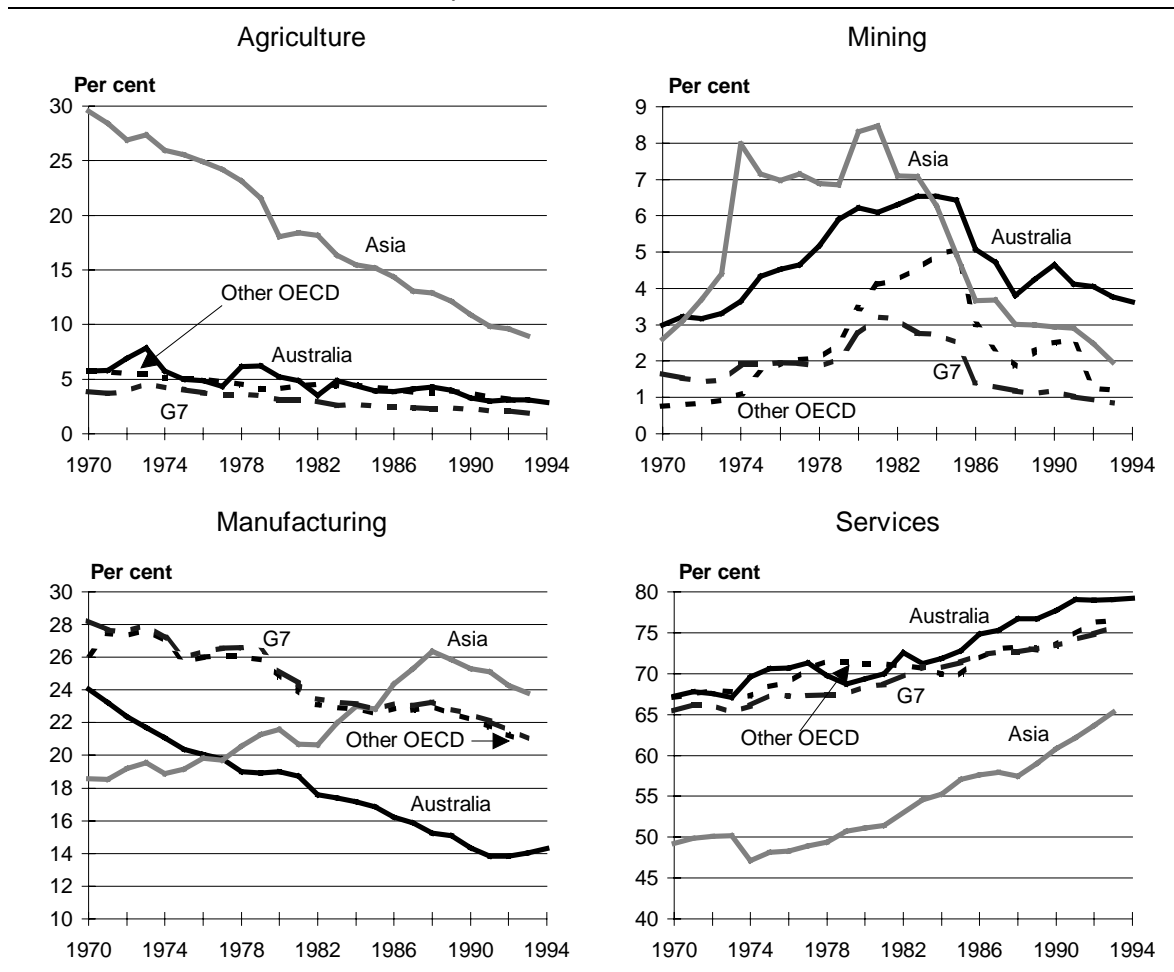 Agriculture
Per cent
30
25
20
15
10
5
0
Asia
Other OECD
Australia
G7
1970 1974 1978 1982 1986 1990 1994
Mining
Per cent
9
8
7
6
5
4
3
2
1
0
Asia
Australia
G7
Other OECD
1970 1974 1978 1982 1986 1990 1994
Manufacturing
Per cent
30
28
26
24
22
20
18
16
14
12
10
G7
Asia
Other OECD
Australia
1970 1974 1978 1982 1986 1990 1994
Services
Per cent
80
75
70
65
60
55
50
45
40
Australia
G7
Other OECD
Asia
1970 1974 1978 1982 1986 1990 1994